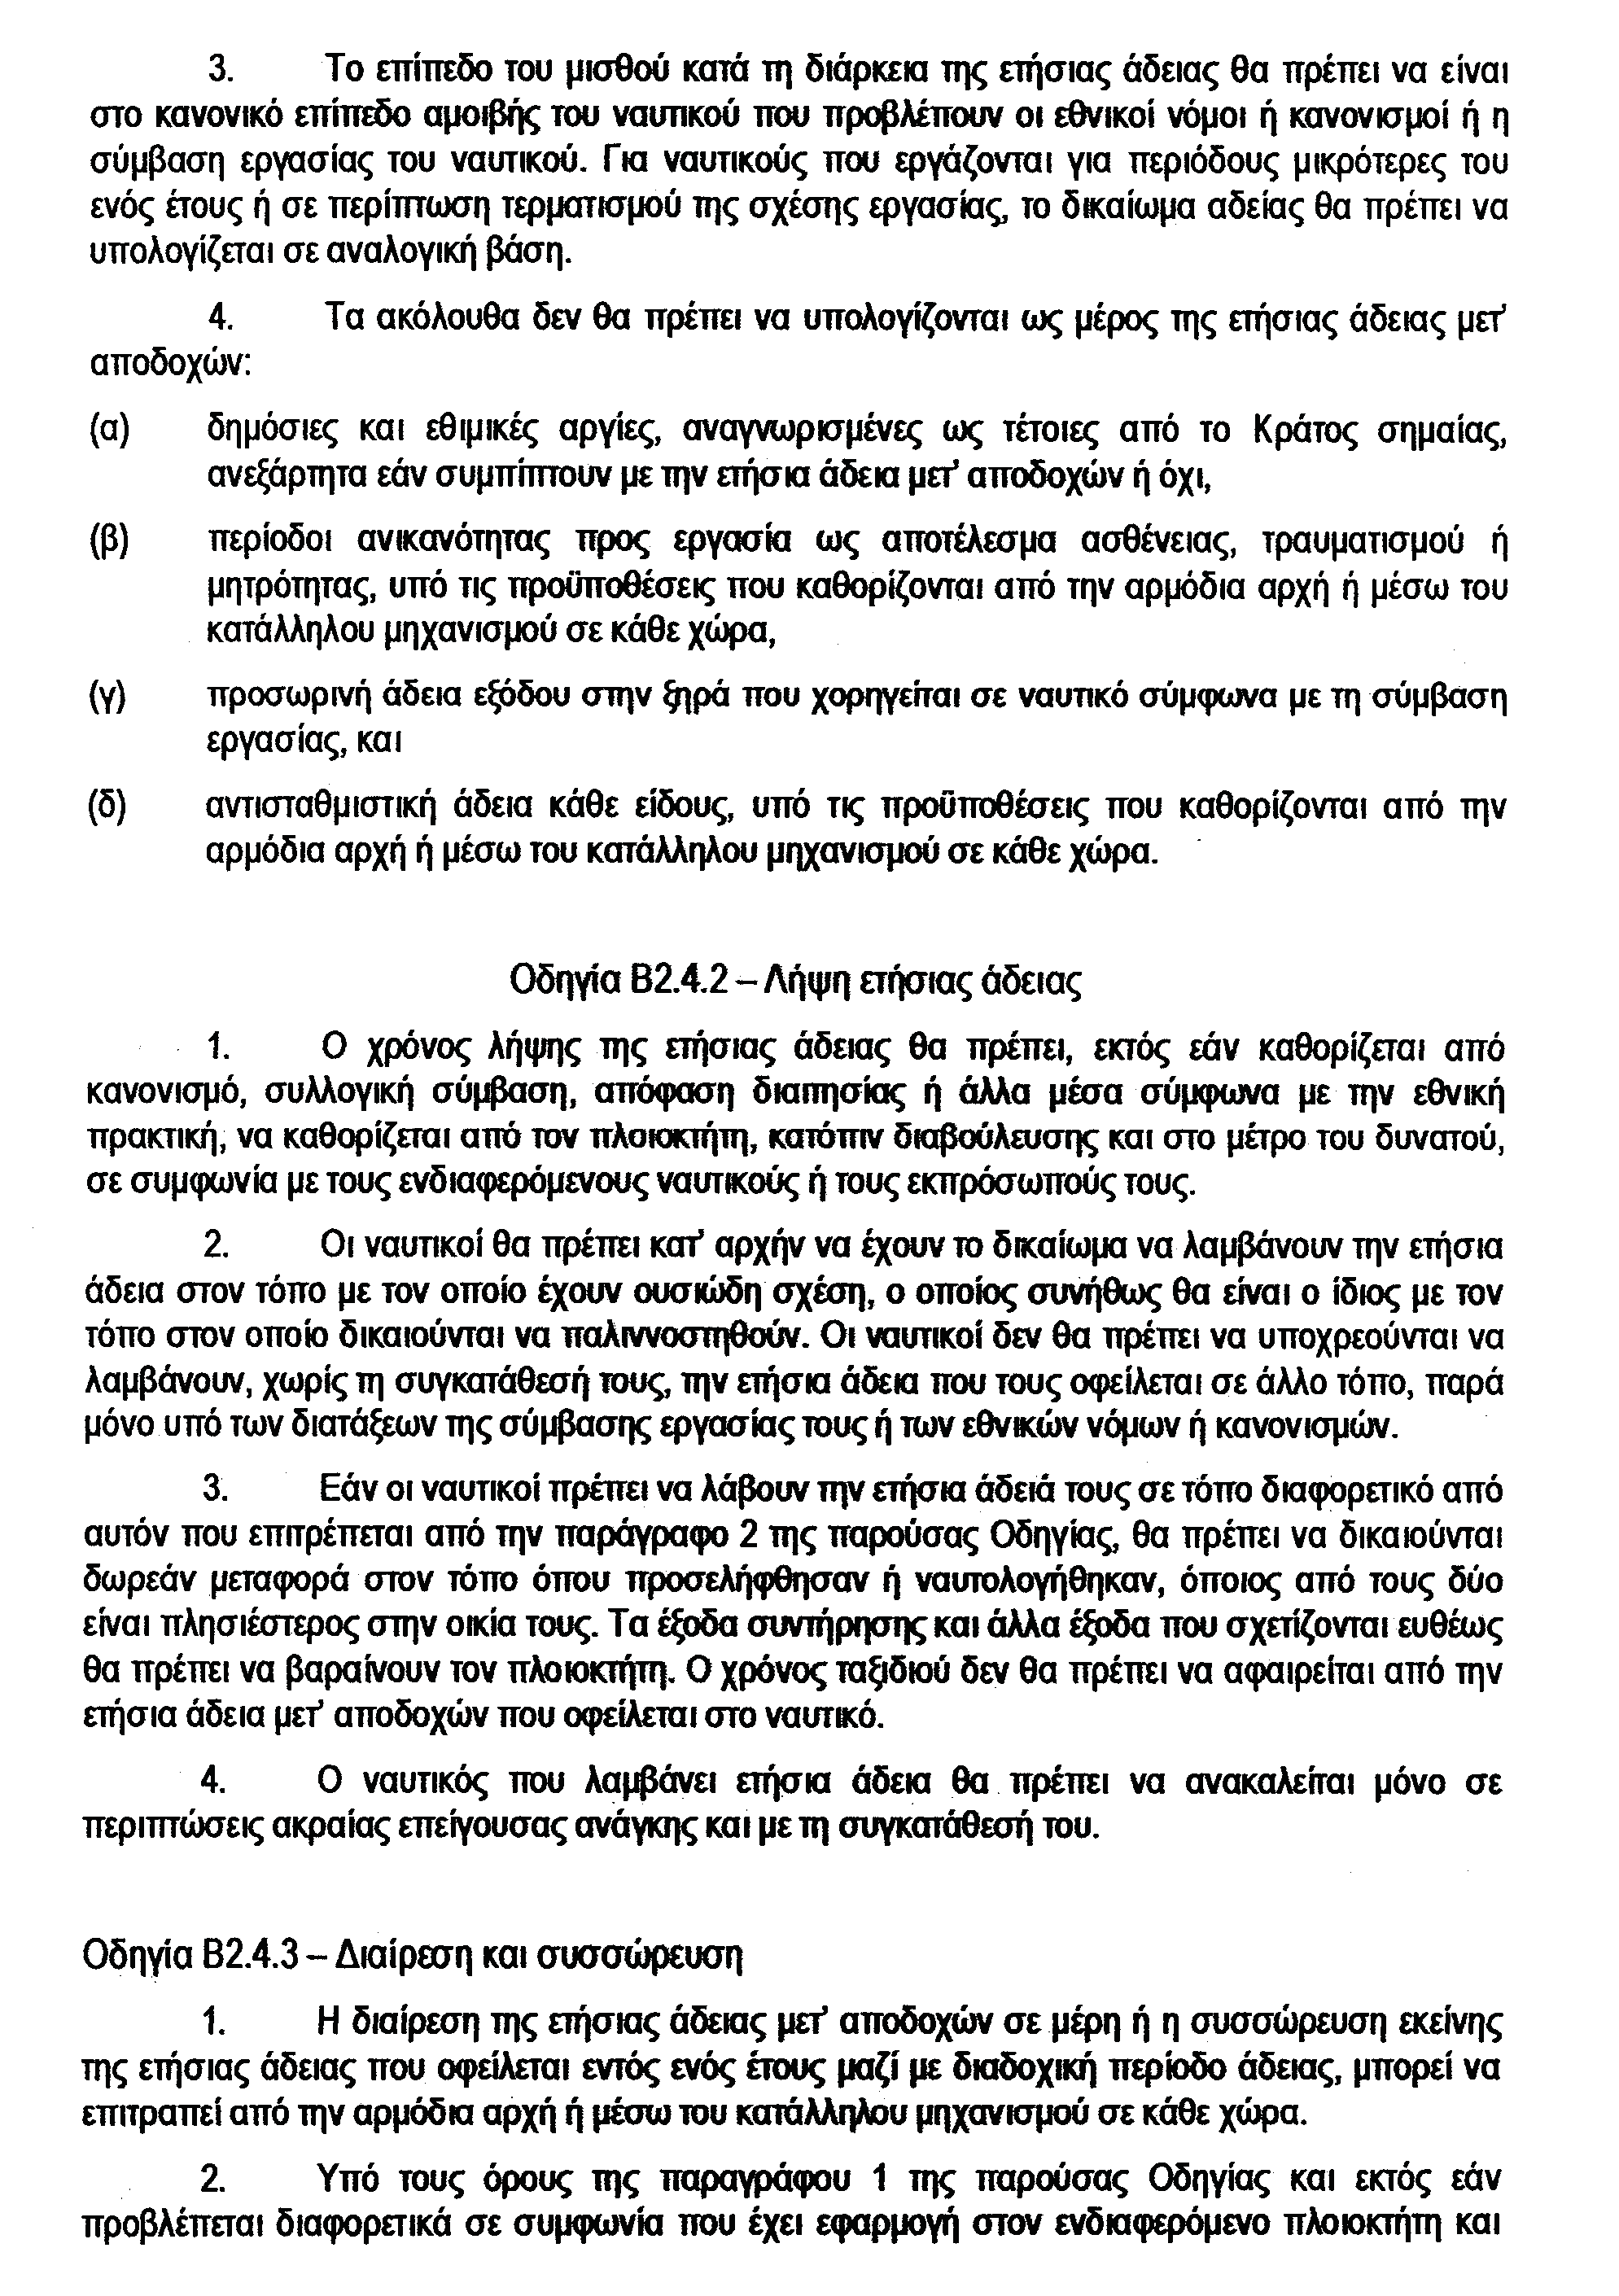 3. Το επίπεδο του μισθού κατά τη διάρκεια της ετήσιας άδειας θα πρέπει να είναι
στο κανονικό επίπεδο αμοιβής του ναυτικού που προβλέπουν οι εθνικοί νόμοι ή κανονισμοί ή η
σύμβαση εργασίας του ναυτικού. Για ναυτικούς που εργάζονται για περιόδους μικρότερες του
ενός έτους ή σε περίπτωση τερματισμού της σχέσης εργασίας, το δικαίωμα αδείας θα πρέπει να
υπολογίζεται σε αναλογική βάση.
4. Τα ακόλουθα δεν θα πρέπει να υπολογίζονται ως μέρος της ετήσιας άδειας μετ'
αποδοχών:
(α) δημόσιες και εθιμικές αργίες, αναγνωρισμένες ως τέτοιες από το Κράτος σημαίας,
ανεξάρτητα εάν συμπίπτουν με την ετήσια άδεια μετ' αποδοχών ή όχι,
(β) περίοδοι ανικανότητας προς εργασία ως αποτέλεσμα ασθένειας, τραυματισμού ή
μητρότητας, υπό τις προϋποθέσεις που καθορίζονται από την αρμόδια αρχή ή μέσω του
κατάλληλου μηχανισμού σε κάθε χώρα,
(γ) προσωρινή άδεια εξόδου στην ξηρά που χορηγείται σε ναυτικό σύμφωνα με τη σύμβαση
εργασίας, και
(δ) αντισταθμιστική άδεια κάθε είδους, υπό τις προϋποθέσεις που καθορίζονται από την
αρμόδια αρχή ή μέσω του κατάλληλου μηχανισμού σε κάθε χώρα.
Οδηγία Β2.4.2 – Λήψη ετήσιας άδειας
1. Ο χρόνος λήψης της ετήσιας άδειας θα πρέπει, εκτός εάν καθορίζεται από
κανονισμό, συλλογική σύμβαση, απόφαση διαιτησίας ή άλλα μέσα σύμφωνα με την εθνική
πρακτική, να καθορίζεται από τον πλοιοκτήτη, κατόπιν διαβούλευσης και στο μέτρο του δυνατού,
σε συμφωνία με τους ενδιαφερόμενους ναυτικούς ή τους εκπρόσωπούς τους.
2. Οι ναυτικοί θα πρέπει κατ' αρχήν να έχουν το δικαίωμα να λαμβάνουν την ετήσια
άδεια στον τόπο με τον οποίο έχουν ουσιώδη σχέση, ο οποίος συνήθως θα είναι ο ίδιος με τον
τόπο στον οποίο δικαιούνται να παλιννοστηθούν. Οι ναυτικοί δεν θα πρέπει να υποχρεούνται να
λαμβάνουν, χωρίς τη συγκατάθεσή τους, την ετήσια άδεια που τους οφείλεται σε άλλο τόπο, παρά
μόνο υπό των διατάξεων της σύμβασης εργασίας τους ή των εθνικών νόμων ή κανονισμών.
3. Εάν οι ναυτικοί πρέπει να λάβουν την ετήσια άδειά τους σε τόπο διαφορετικό από
αυτόν που επιτρέπεται από την παράγραφο 2 της παρούσας Οδηγίας, θα πρέπει να δικαιούνται
δωρεάν μεταφορά στον τόπο όπου προσελήφθησαν ή ναυτολογήθηκαν, όποιος από τους δύο
είναι πλησιέστερος στην οικία τους. Τα έξοδα συντήρησης και άλλα έξοδα που σχετίζονται ευθέως
θα πρέπει να βαραίνουν τον πλοιοκτήτη. Ο χρόνος ταξιδιού δεν θα πρέπει να αφαιρείται από την
ετήσια άδεια μετ' αποδοχών που οφείλεται στο ναυτικό.
4. Ο ναυτικός που λαμβάνει ετήσια άδεια θα πρέπει να ανακαλείται μόνο σε
περιπτώσεις ακραίας επείγουσας ανάγκης και με τη συγκατάθεσή του.
Οδηγία Β2.4.3 – Διαίρεση και συσσώρευση
1. Η διαίρεση της ετήσιας άδειας μετ' αποδοχών σε μέρη ή η συσσώρευση εκείνης
της ετήσιας άδειας που οφείλεται εντός ενός έτους μαζί με διαδοχική περίοδο άδειας, μπορεί να
επιτραπεί από την αρμόδια αρχή ή μέσω του κατάλληλου μηχανισμού σε κάθε χώρα.
2. Υπό τους όρους της παραγράφου 1 της παρούσας Οδηγίας και εκτός εάν
προβλέπεται διαφορετικά σε συμφωνία που έχει εφαρμογή στον ενδιαφερόμενο πλοιοκτήτη και